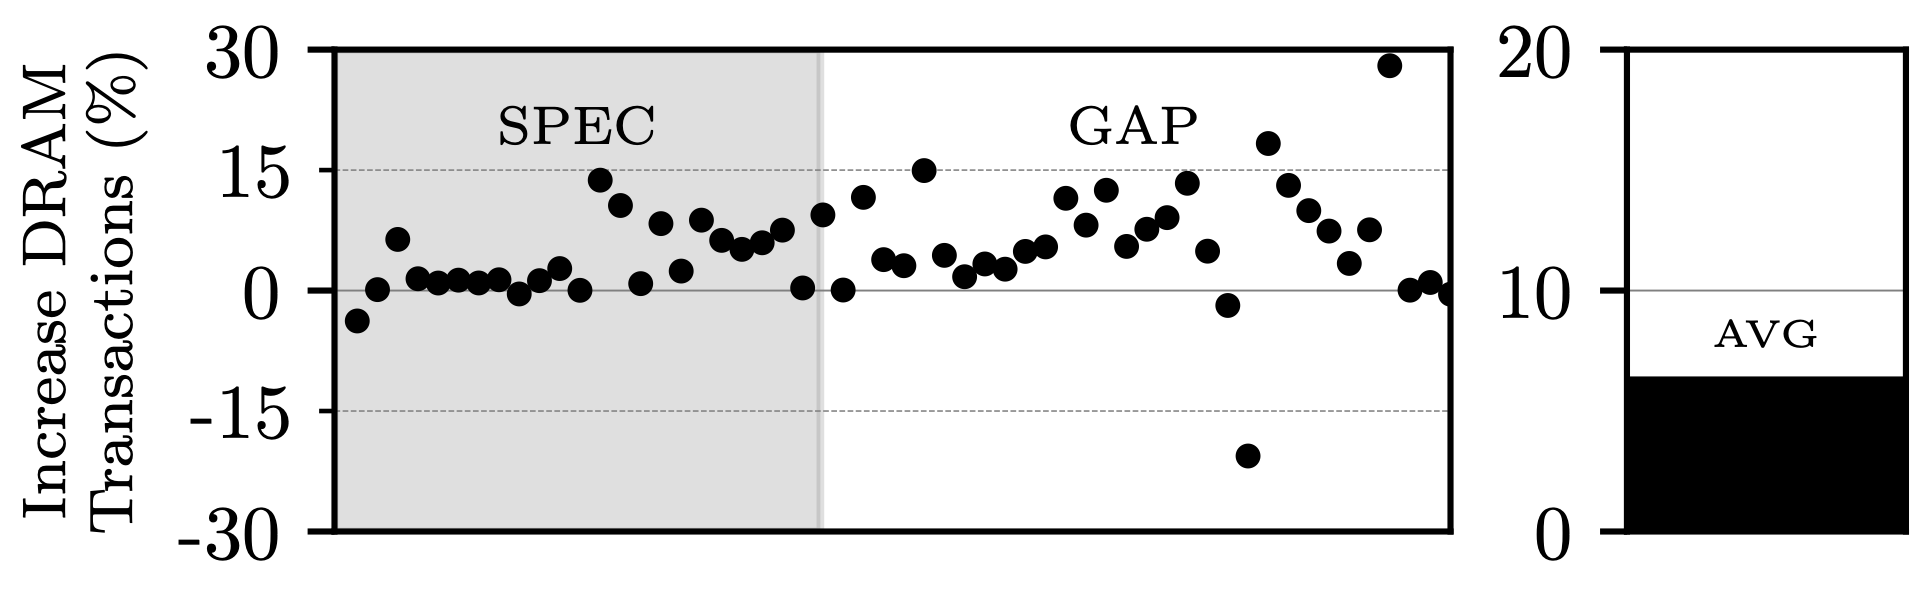 Increase DRAM
Transactions (%)
30
15
0
-15
-30
SPEC
GAP
20
10
0
AVG